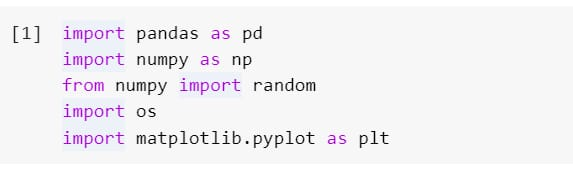 [1] import pandas as pd
import numpy as np
from numpy import random
import os
import matplotlib.pyplot as plt